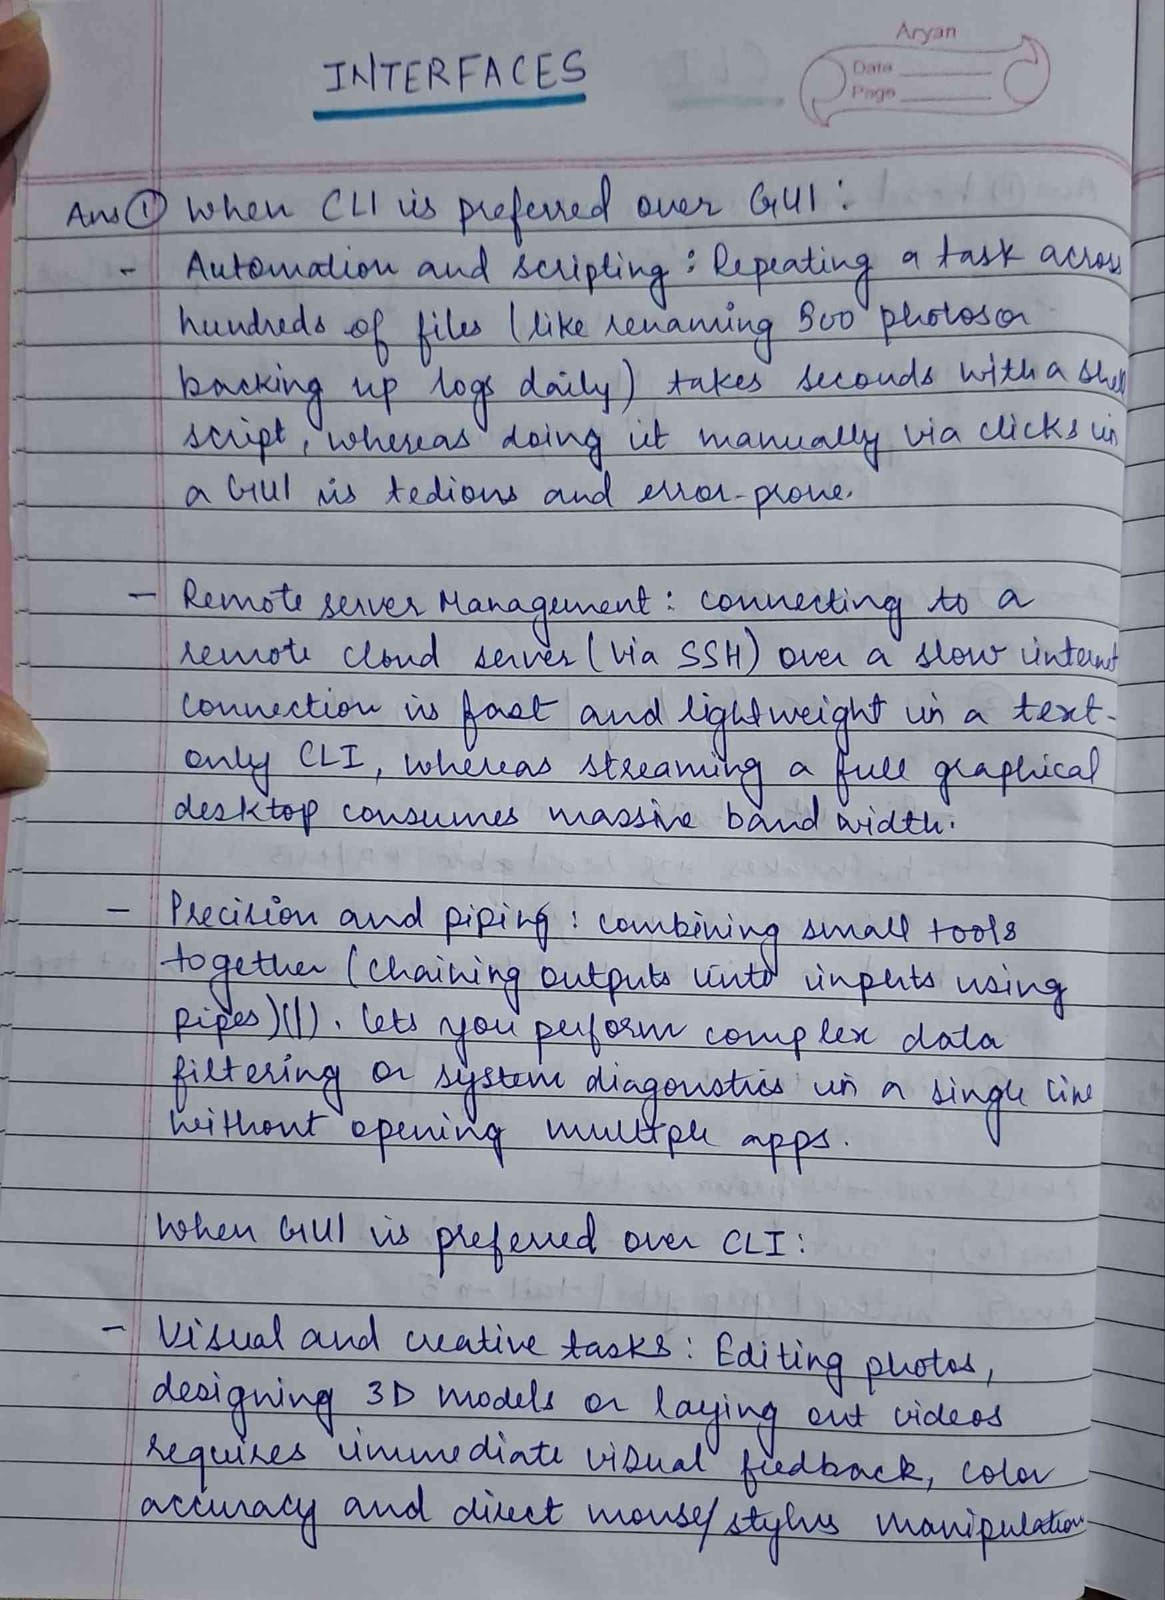 INTERFACES
Aryan
Date
Page
Ans ① When CLI is preferred over GUI :
- Automation and scripting : Repeating a task across
hundreds of files (like renaming 500 photos or
backing up logs daily) takes seconds with a shell
script, whereas doing it manually via clicks in
a GUI is tedious and error-prone.
- Remote server Management : connecting to a
remote cloud server (via SSH) over a slow internet
connection is fast and lightweight in a text-
only CLI, whereas streaming a full graphical
desktop consumes massive band width.
- Precision and piping : combining small tools
together (chaining outputs into inputs using
pipes)(|). lets you perform complex data
filtering or system diagonstics in a single line
without opening multiple apps.
When GUI is preferred over CLI :
- Visual and creative tasks : Editing photos,
designing 3D models or laying out videos
requires immediate visual feedback, color
accuracy and direct mouse/stylus manipulation